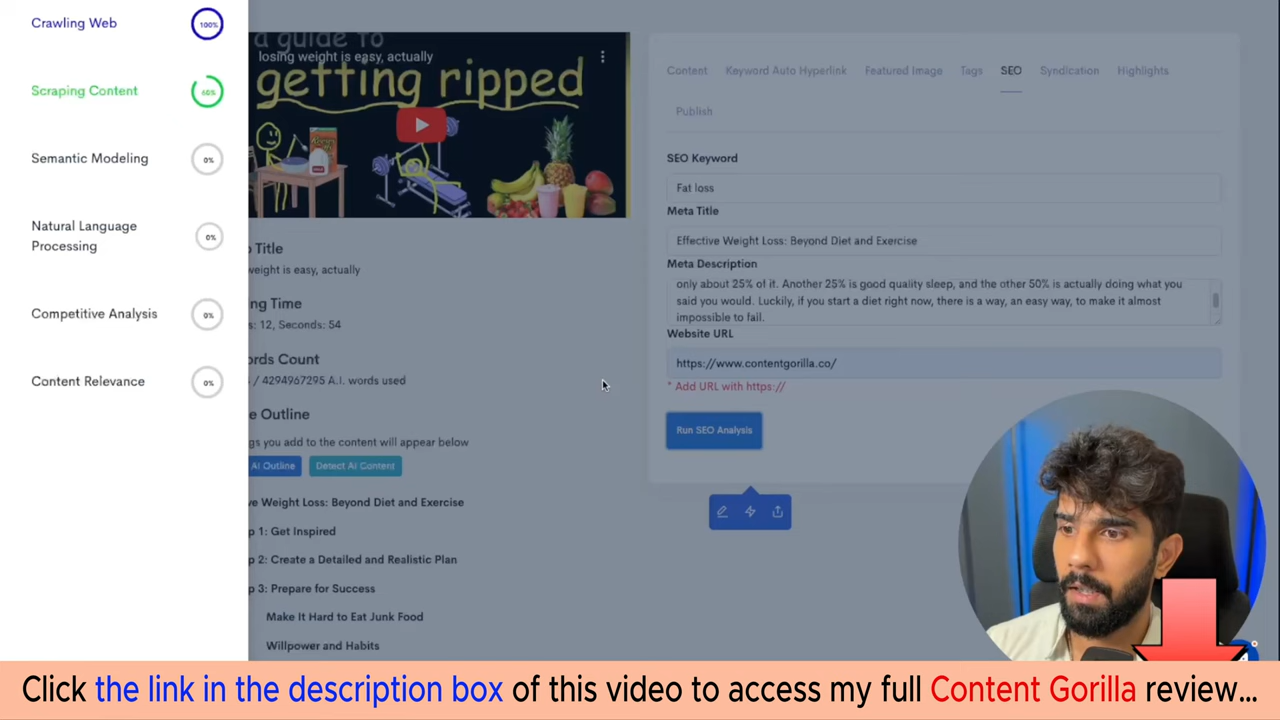 Crawling Web
100%
Scraping Content
60%
Semantic Modeling
0%
Natural Language
Processing
0%
Competitive Analysis
0%
Content Relevance
0%
a guide to
losing weight is easy, actually
getting ripped
Title
weight is easy, actually
Time
12, Seconds: 54
Count
/ 4294967295 A.I. words used
Outline
you add to the content will appear below
AI Outline
Detect AI Content
Weight Loss: Beyond Diet and Exercise
1: Get Inspired
2: Create a Detailed and Realistic Plan
3: Prepare for Success
Make It Hard to Eat Junk Food
Willpower and Habits
Content
Keyword Auto Hyperlink
Featured Image
Tags
SEO
Syndication
Highlights
Publish
SEO Keyword
Fat loss
Meta Title
Effective Weight Loss: Beyond Diet and Exercise
Meta Description
only about 25% of it. Another 25% is good quality sleep, and the other 50% is actually doing what you
said you would. Luckily, if you start a diet right now, there is a way, an easy way, to make it almost
impossible to fail.
Website URL
https://www.contentgorilla.co/
* Add URL with https://
Run SEO Analysis
Click the link in the description box of this video to access my full Content Gorilla review...